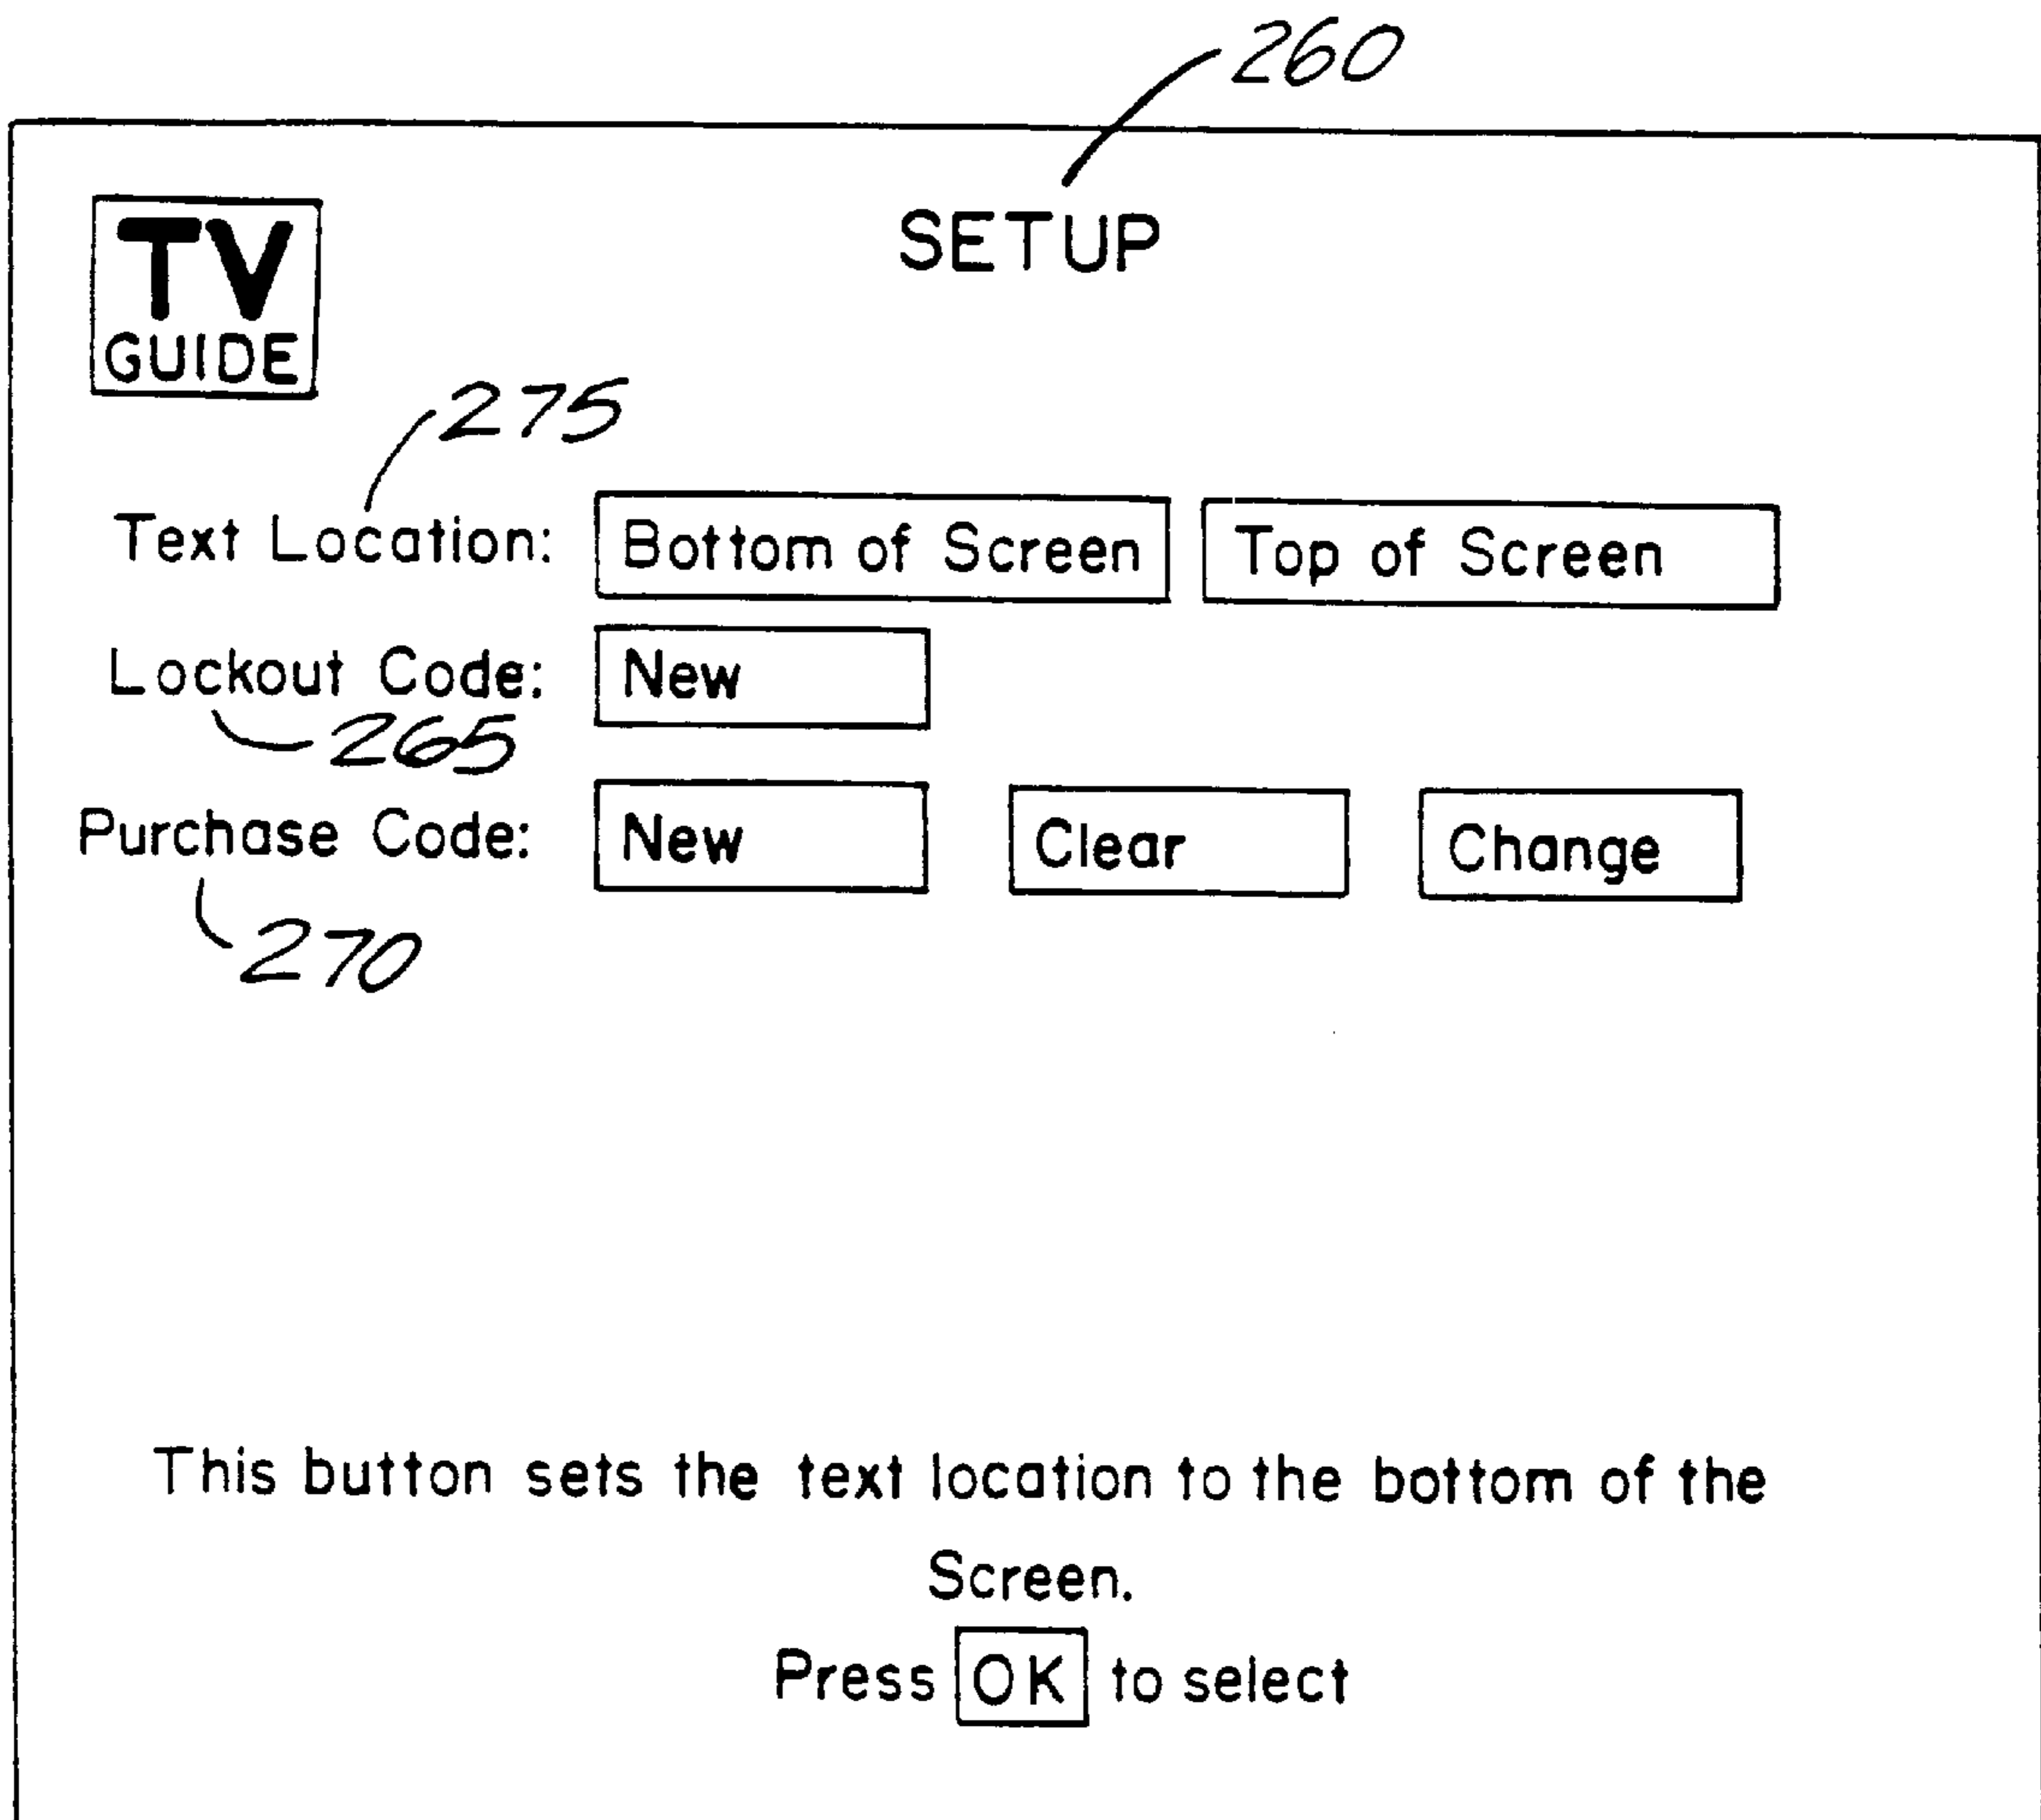 260
TV
GUIDE
SETUP
275
Text Location: Bottom of Screen Top of Screen
Lockout Code: New
265
Purchase Code: New Clear Change
270
This button sets the text location to the bottom of the
Screen.
Press OK to select